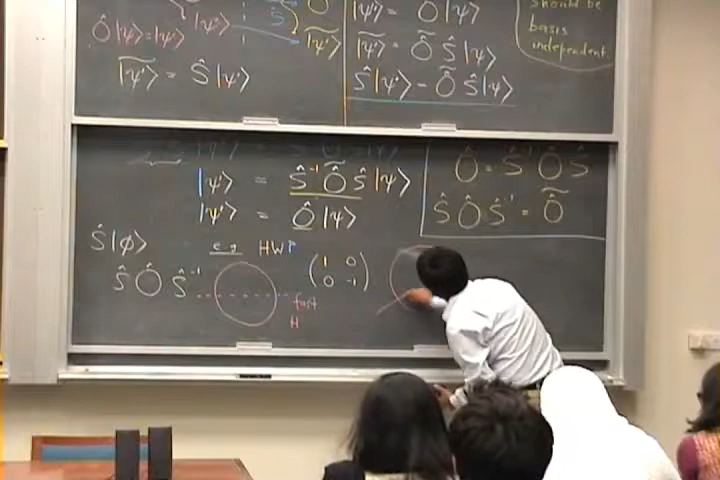 Ô|ψ⟩=|ψ'⟩ |ψ'⟩
Ŝ Ô
|ψ'⟩~
|ψ'⟩~ = Ŝ|ψ'⟩
|ψ'⟩ = Ô|ψ⟩
|ψ'⟩~ = Õ Ŝ|ψ⟩
Ŝ|ψ'⟩ = Õ Ŝ|ψ⟩
should be
basis
independent
|ψ'⟩ = Ŝ⁻¹ Õ Ŝ|ψ⟩
|ψ'⟩ = Ô|ψ⟩
Ô = Ŝ⁻¹ Õ Ŝ
Ŝ Ô Ŝ⁻¹ = Õ
Ŝ|φ⟩
Ŝ Ô Ŝ⁻¹
e.g HWP
fast
H
(1 0
0 -1)